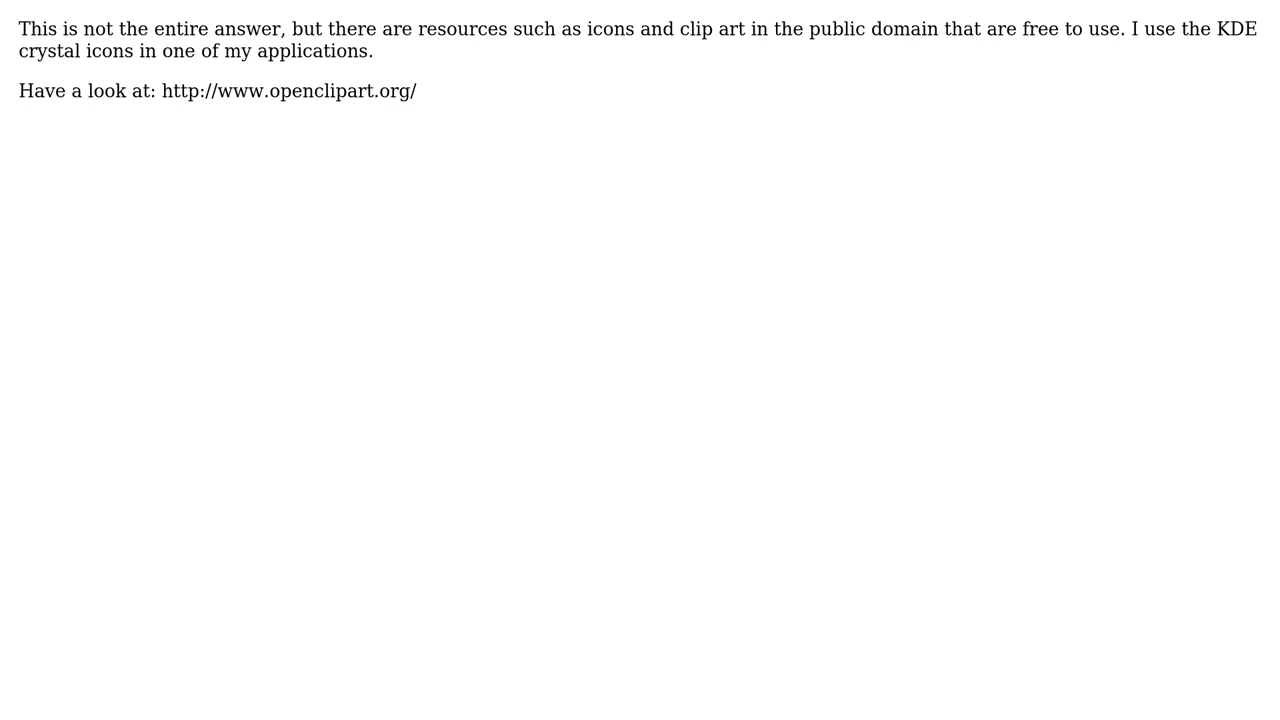 This is not the entire answer, but there are resources such as icons and clip art in the public domain that are free to use. I use the KDE
crystal icons in one of my applications.
Have a look at: http://www.openclipart.org/